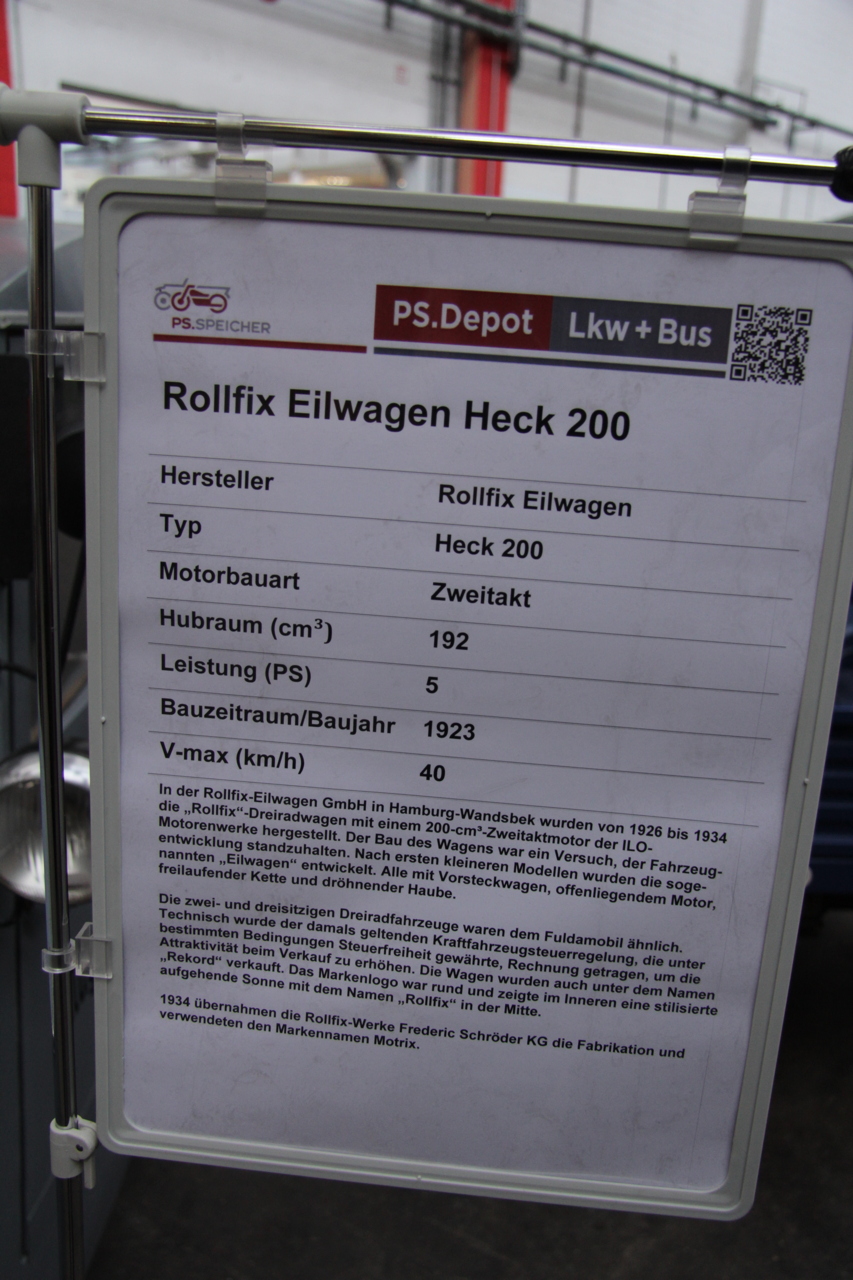 PS.SPEICHER
PS.Depot Lkw + Bus
Rollfix Eilwagen Heck 200
Hersteller Rollfix Eilwagen
Typ Heck 200
Motorbauart Zweitakt
Hubraum (cm³) 192
Leistung (PS) 5
Bauzeitraum/Baujahr 1923
V-max (km/h) 40
In der Rollfix-Eilwagen GmbH in Hamburg-Wandsbek wurden von 1926 bis 1934
die „Rollfix“-Dreiradwagen mit einem 200-cm³-Zweitaktmotor der ILO-
Motorenwerke hergestellt. Der Bau des Wagens war ein Versuch, der Fahrzeug-
entwicklung standzuhalten. Nach ersten kleineren Modellen wurden die soge-
nannten „Eilwagen“ entwickelt. Alle mit Vorsteckwagen, offenliegendem Motor,
freilaufender Kette und dröhnender Haube.
Die zwei- und dreisitzigen Dreiradfahrzeuge waren dem Fuldamobil ähnlich.
Technisch wurde der damals geltenden Kraftfahrzeugsteuerregelung, die unter
bestimmten Bedingungen Steuerfreiheit gewährte, Rechnung getragen, um die
Attraktivität beim Verkauf zu erhöhen. Die Wagen wurden auch unter dem Namen
„Rekord“ verkauft. Das Markenlogo war rund und zeigte im Inneren eine stilisierte
aufgehende Sonne mit dem Namen „Rollfix“ in der Mitte.
1934 übernahmen die Rollfix-Werke Frederic Schröder KG die Fabrikation und
verwendeten den Markennamen Motrix.